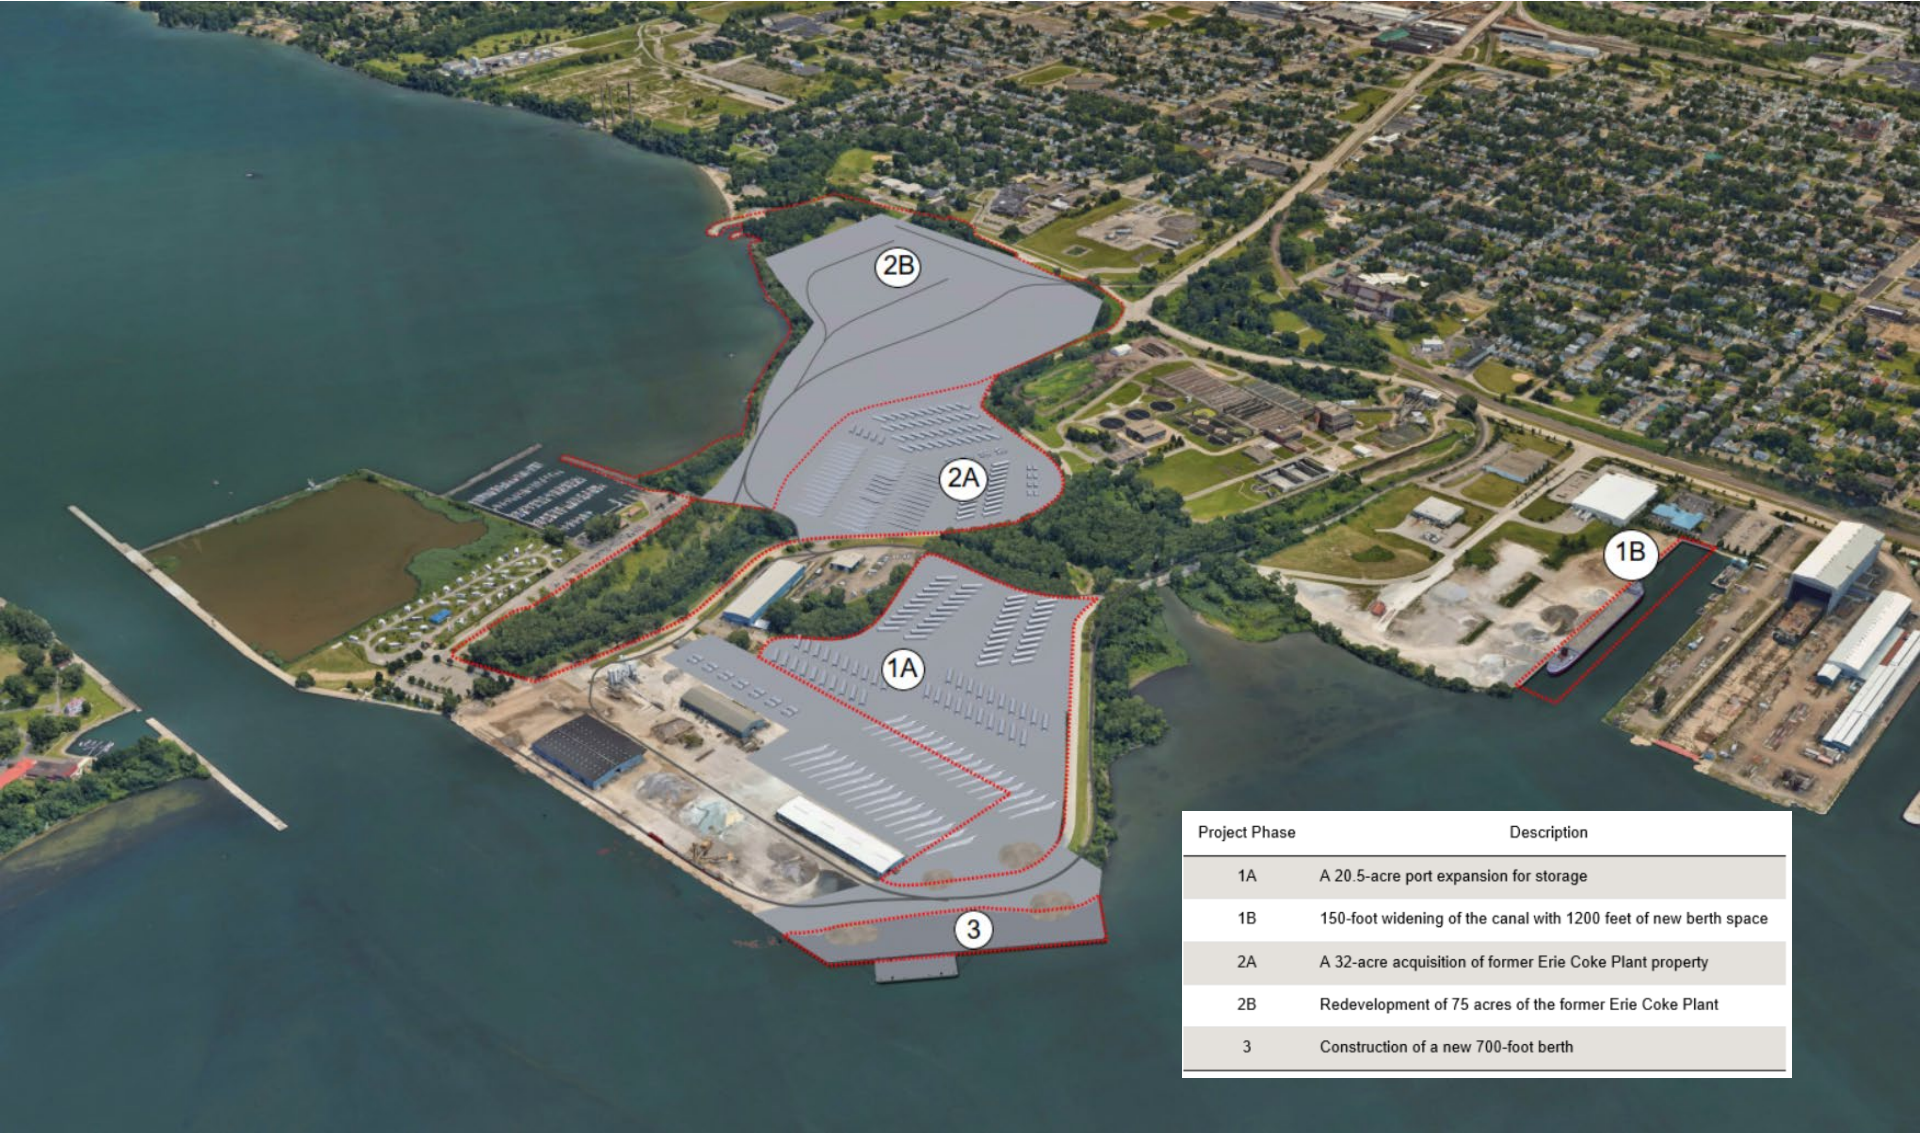 2B
2A
1B
1A
3
Project Phase Description
1A A 20.5-acre port expansion for storage
1B 150-foot widening of the canal with 1200 feet of new berth space
2A A 32-acre acquisition of former Erie Coke Plant property
2B Redevelopment of 75 acres of the former Erie Coke Plant
3 Construction of a new 700-foot berth